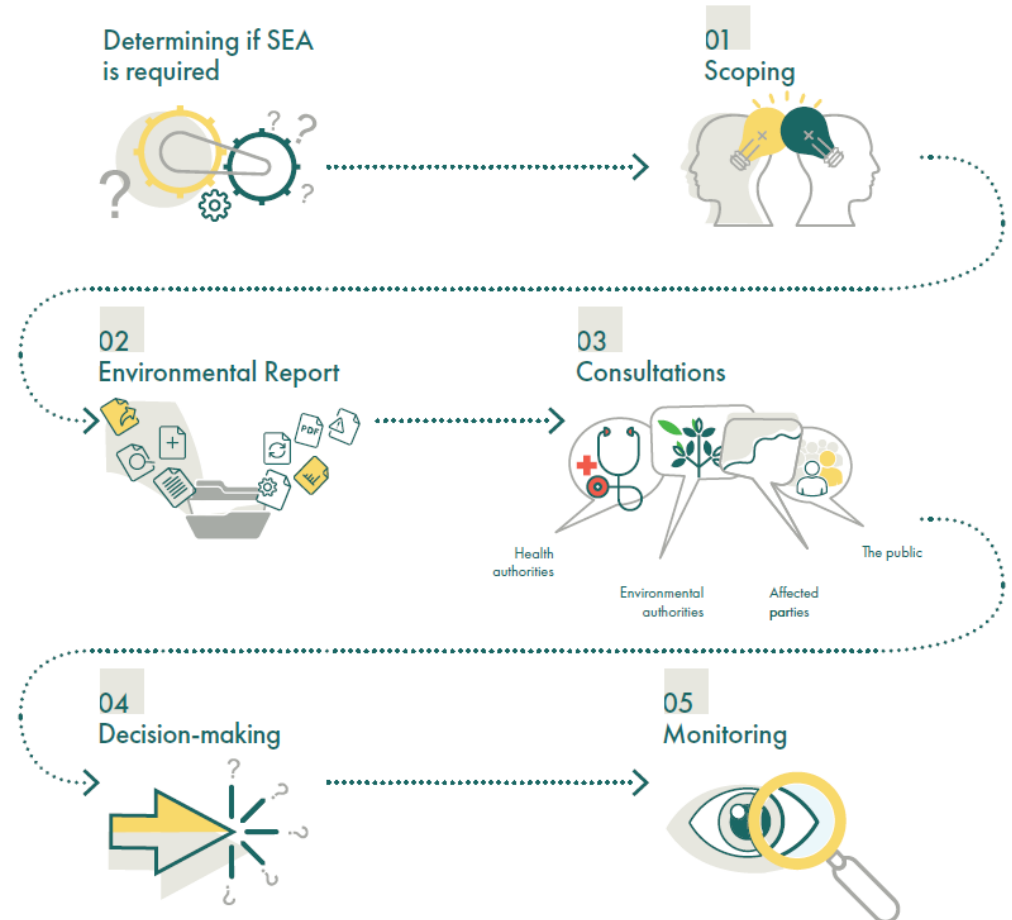 Determining if SEA
is required
01
Scoping
? ? ? ?
02
Environmental Report
PDF
03
Consultations
Health
authorities
Environmental
authorities
Affected
parties
The public
04
Decision-making
? ? ? ? ?
05
Monitoring